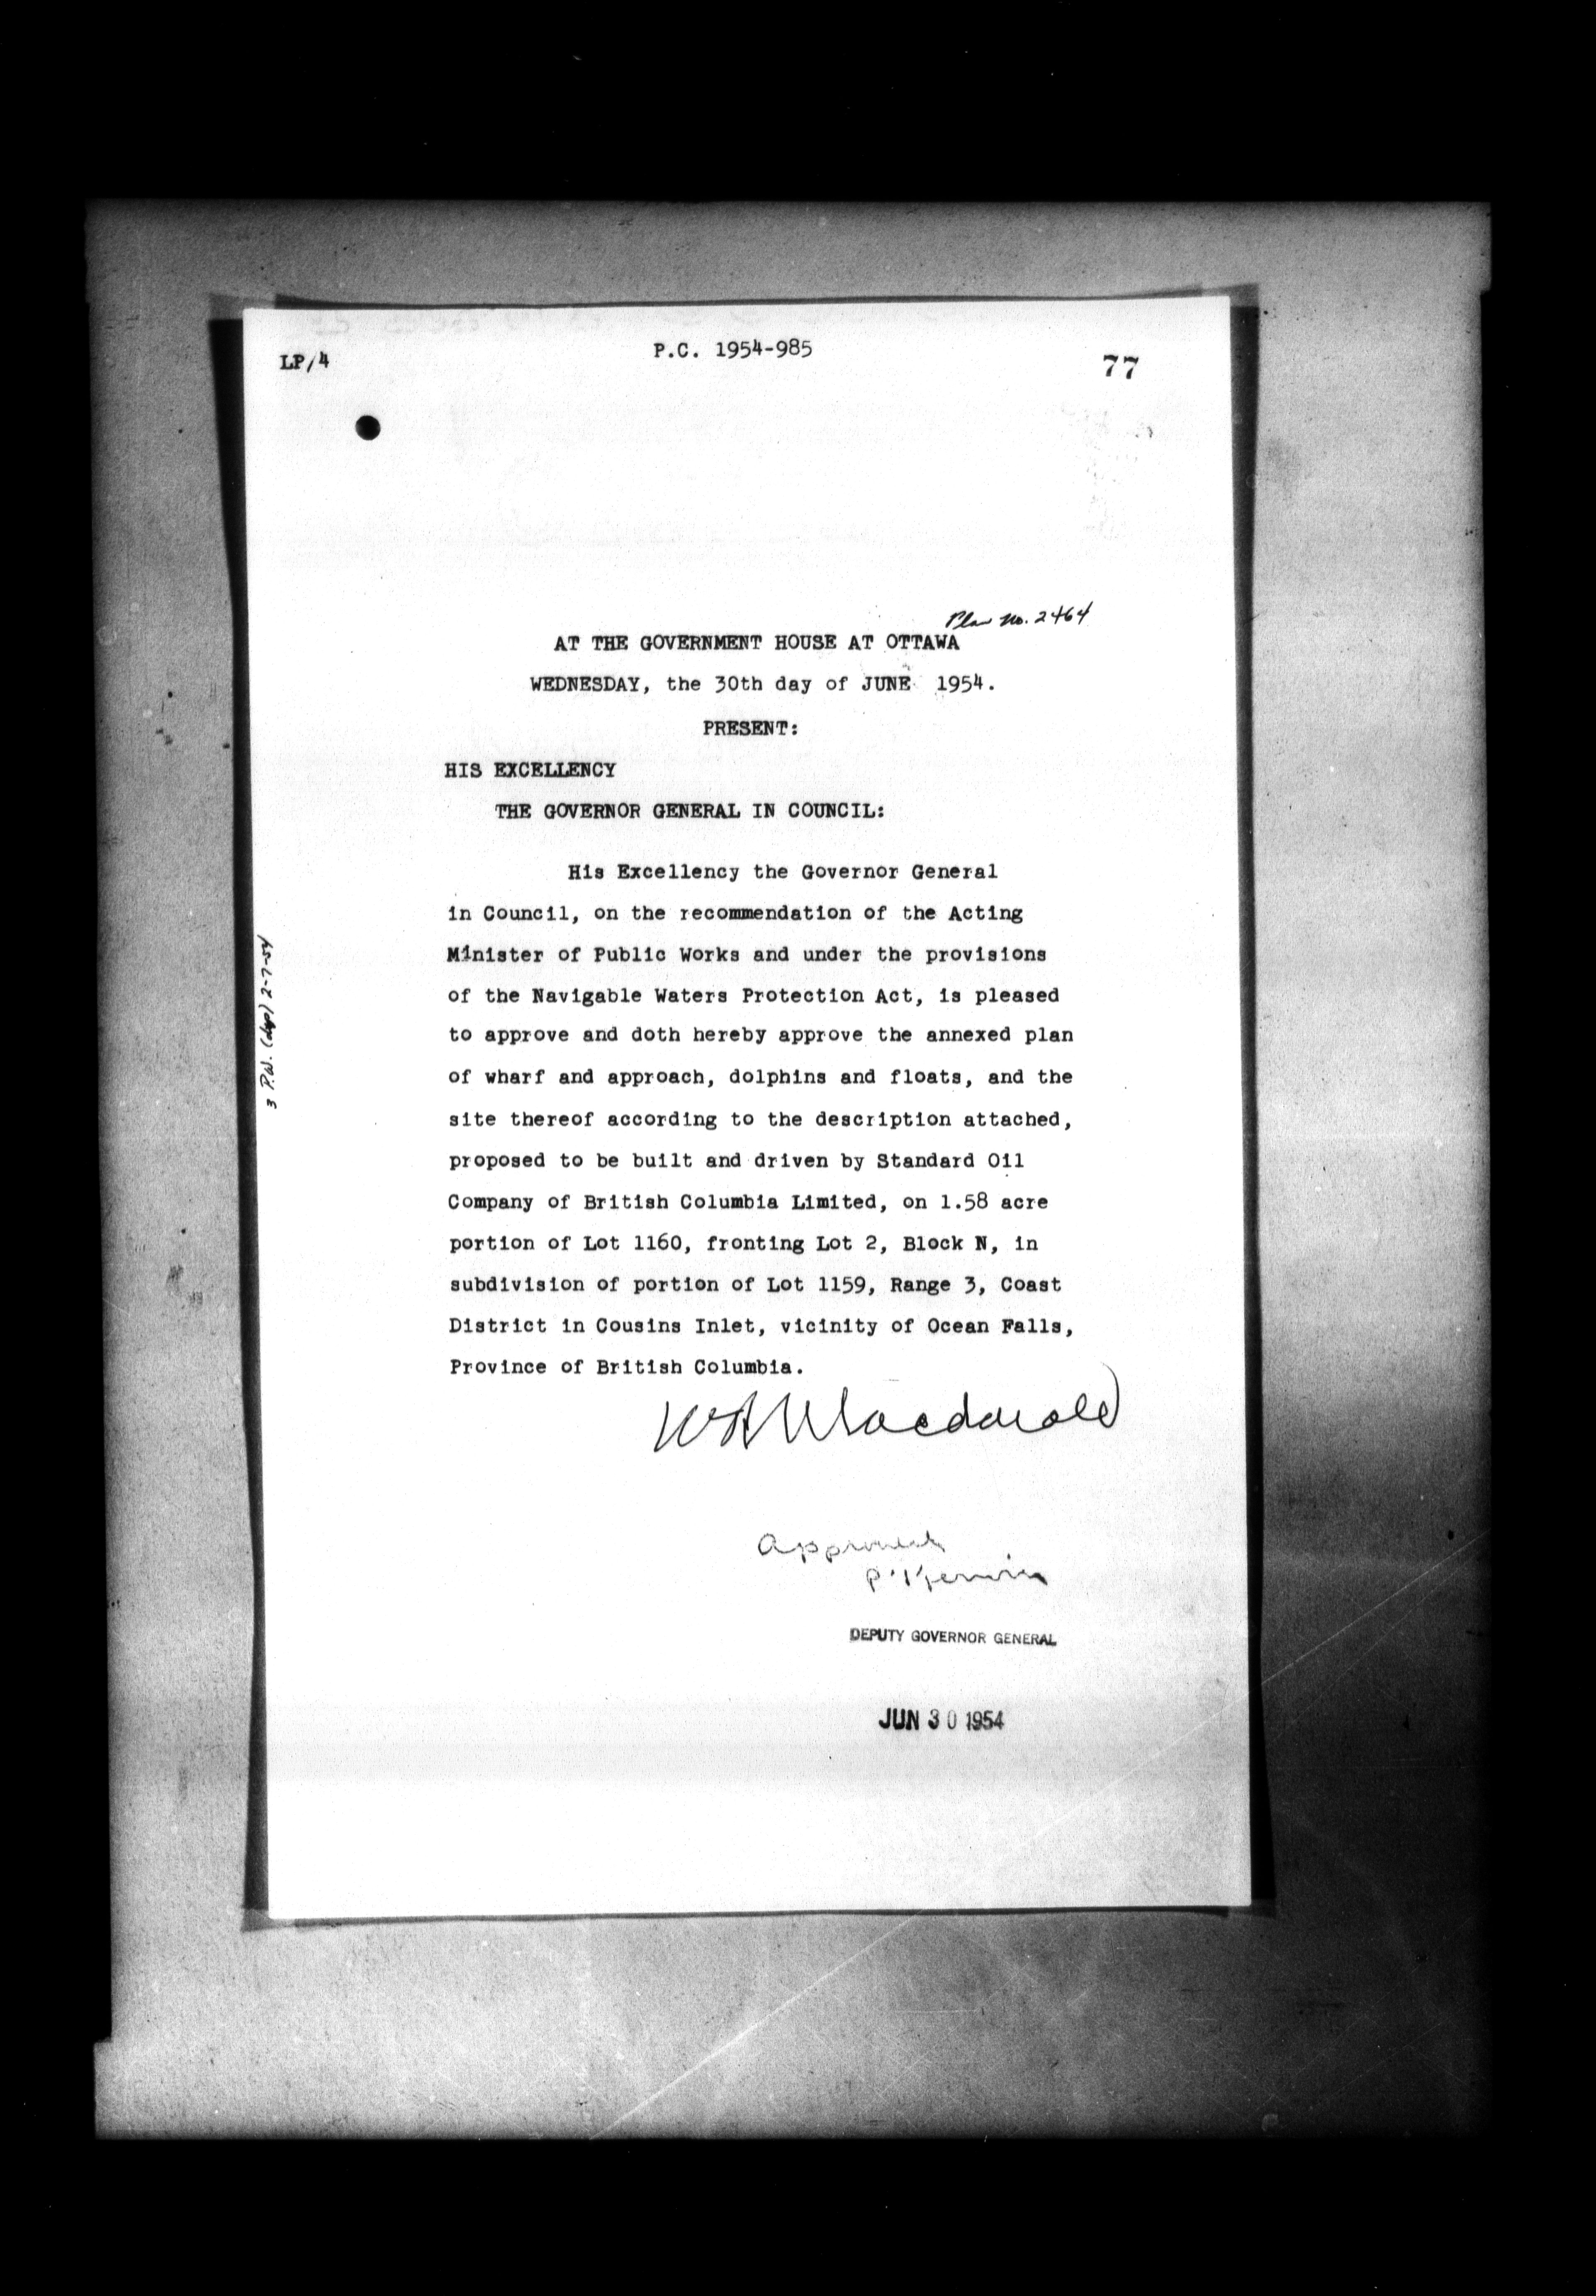 LP/4
P.C. 1954-985
77
Plan No. 2464
AT THE GOVERNMENT HOUSE AT OTTAWA
WEDNESDAY, the 30th day of JUNE 1954.
PRESENT:
HIS EXCELLENCY
THE GOVERNOR GENERAL IN COUNCIL:
His Excellency the Governor General
in Council, on the recommendation of the Acting
Minister of Public Works and under the provisions
of the Navigable Waters Protection Act, is pleased
to approve and doth hereby approve the annexed plan
of wharf and approach, dolphins and floats, and the
site thereof according to the description attached,
proposed to be built and driven by Standard Oil
Company of British Columbia Limited, on 1.58 acre
portion of Lot 1160, fronting Lot 2, Block N, in
subdivision of portion of Lot 1159, Range 3, Coast
District in Cousins Inlet, vicinity of Ocean Falls,
Province of British Columbia.
3 P.W. 2-7-54
Macdonald
Approved
P. Kerwin
DEPUTY GOVERNOR GENERAL
JUN 30 1954